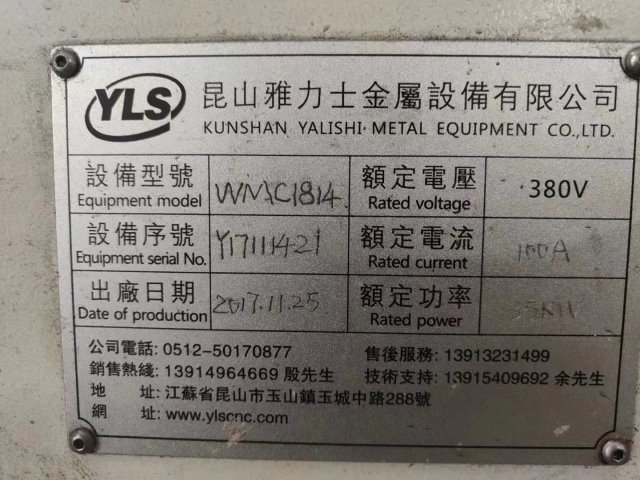 YLS 昆山雅力士金屬設備有限公司
KUNSHAN YALISHI METAL EQUIPMENT CO.,LTD.
設備型號 WMC1814 額定電壓 380V
Equipment model Rated voltage
設備序號 Y171114-21 額定電流 100A
Equipment serial No. Rated current
出廠日期 2017.11.25 額定功率
Date of production Rated power
公司電話: 0512-50170877 售後服務: 13913231499
銷售熱綫: 13914964669 殷先生 技術支持: 13915409692 余先生
地 址: 江蘇省昆山市玉山鎮玉城中路288號
網 址: www.ylscnc.com